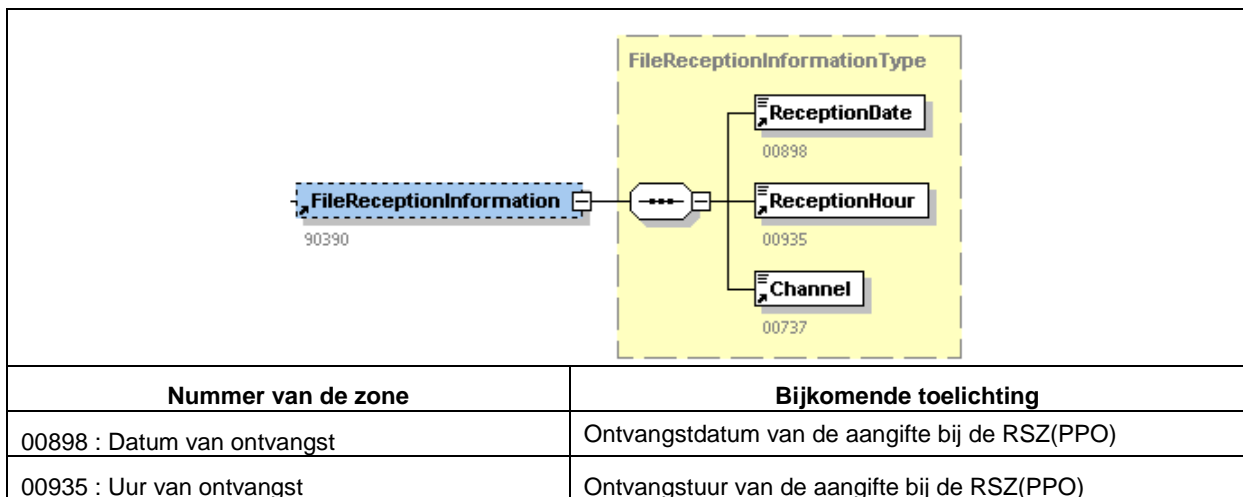 FileReceptionInformationType
ReceptionDate
00898
FileReceptionInformation
90390
ReceptionHour
00935
Channel
00737
Nummer van de zone
Bijkomende toelichting
00898 : Datum van ontvangst
Ontvangstdatum van de aangifte bij de RSZ(PPO)
00935 : Uur van ontvangst
Ontvangstuur van de aangifte bij de RSZ(PPO)